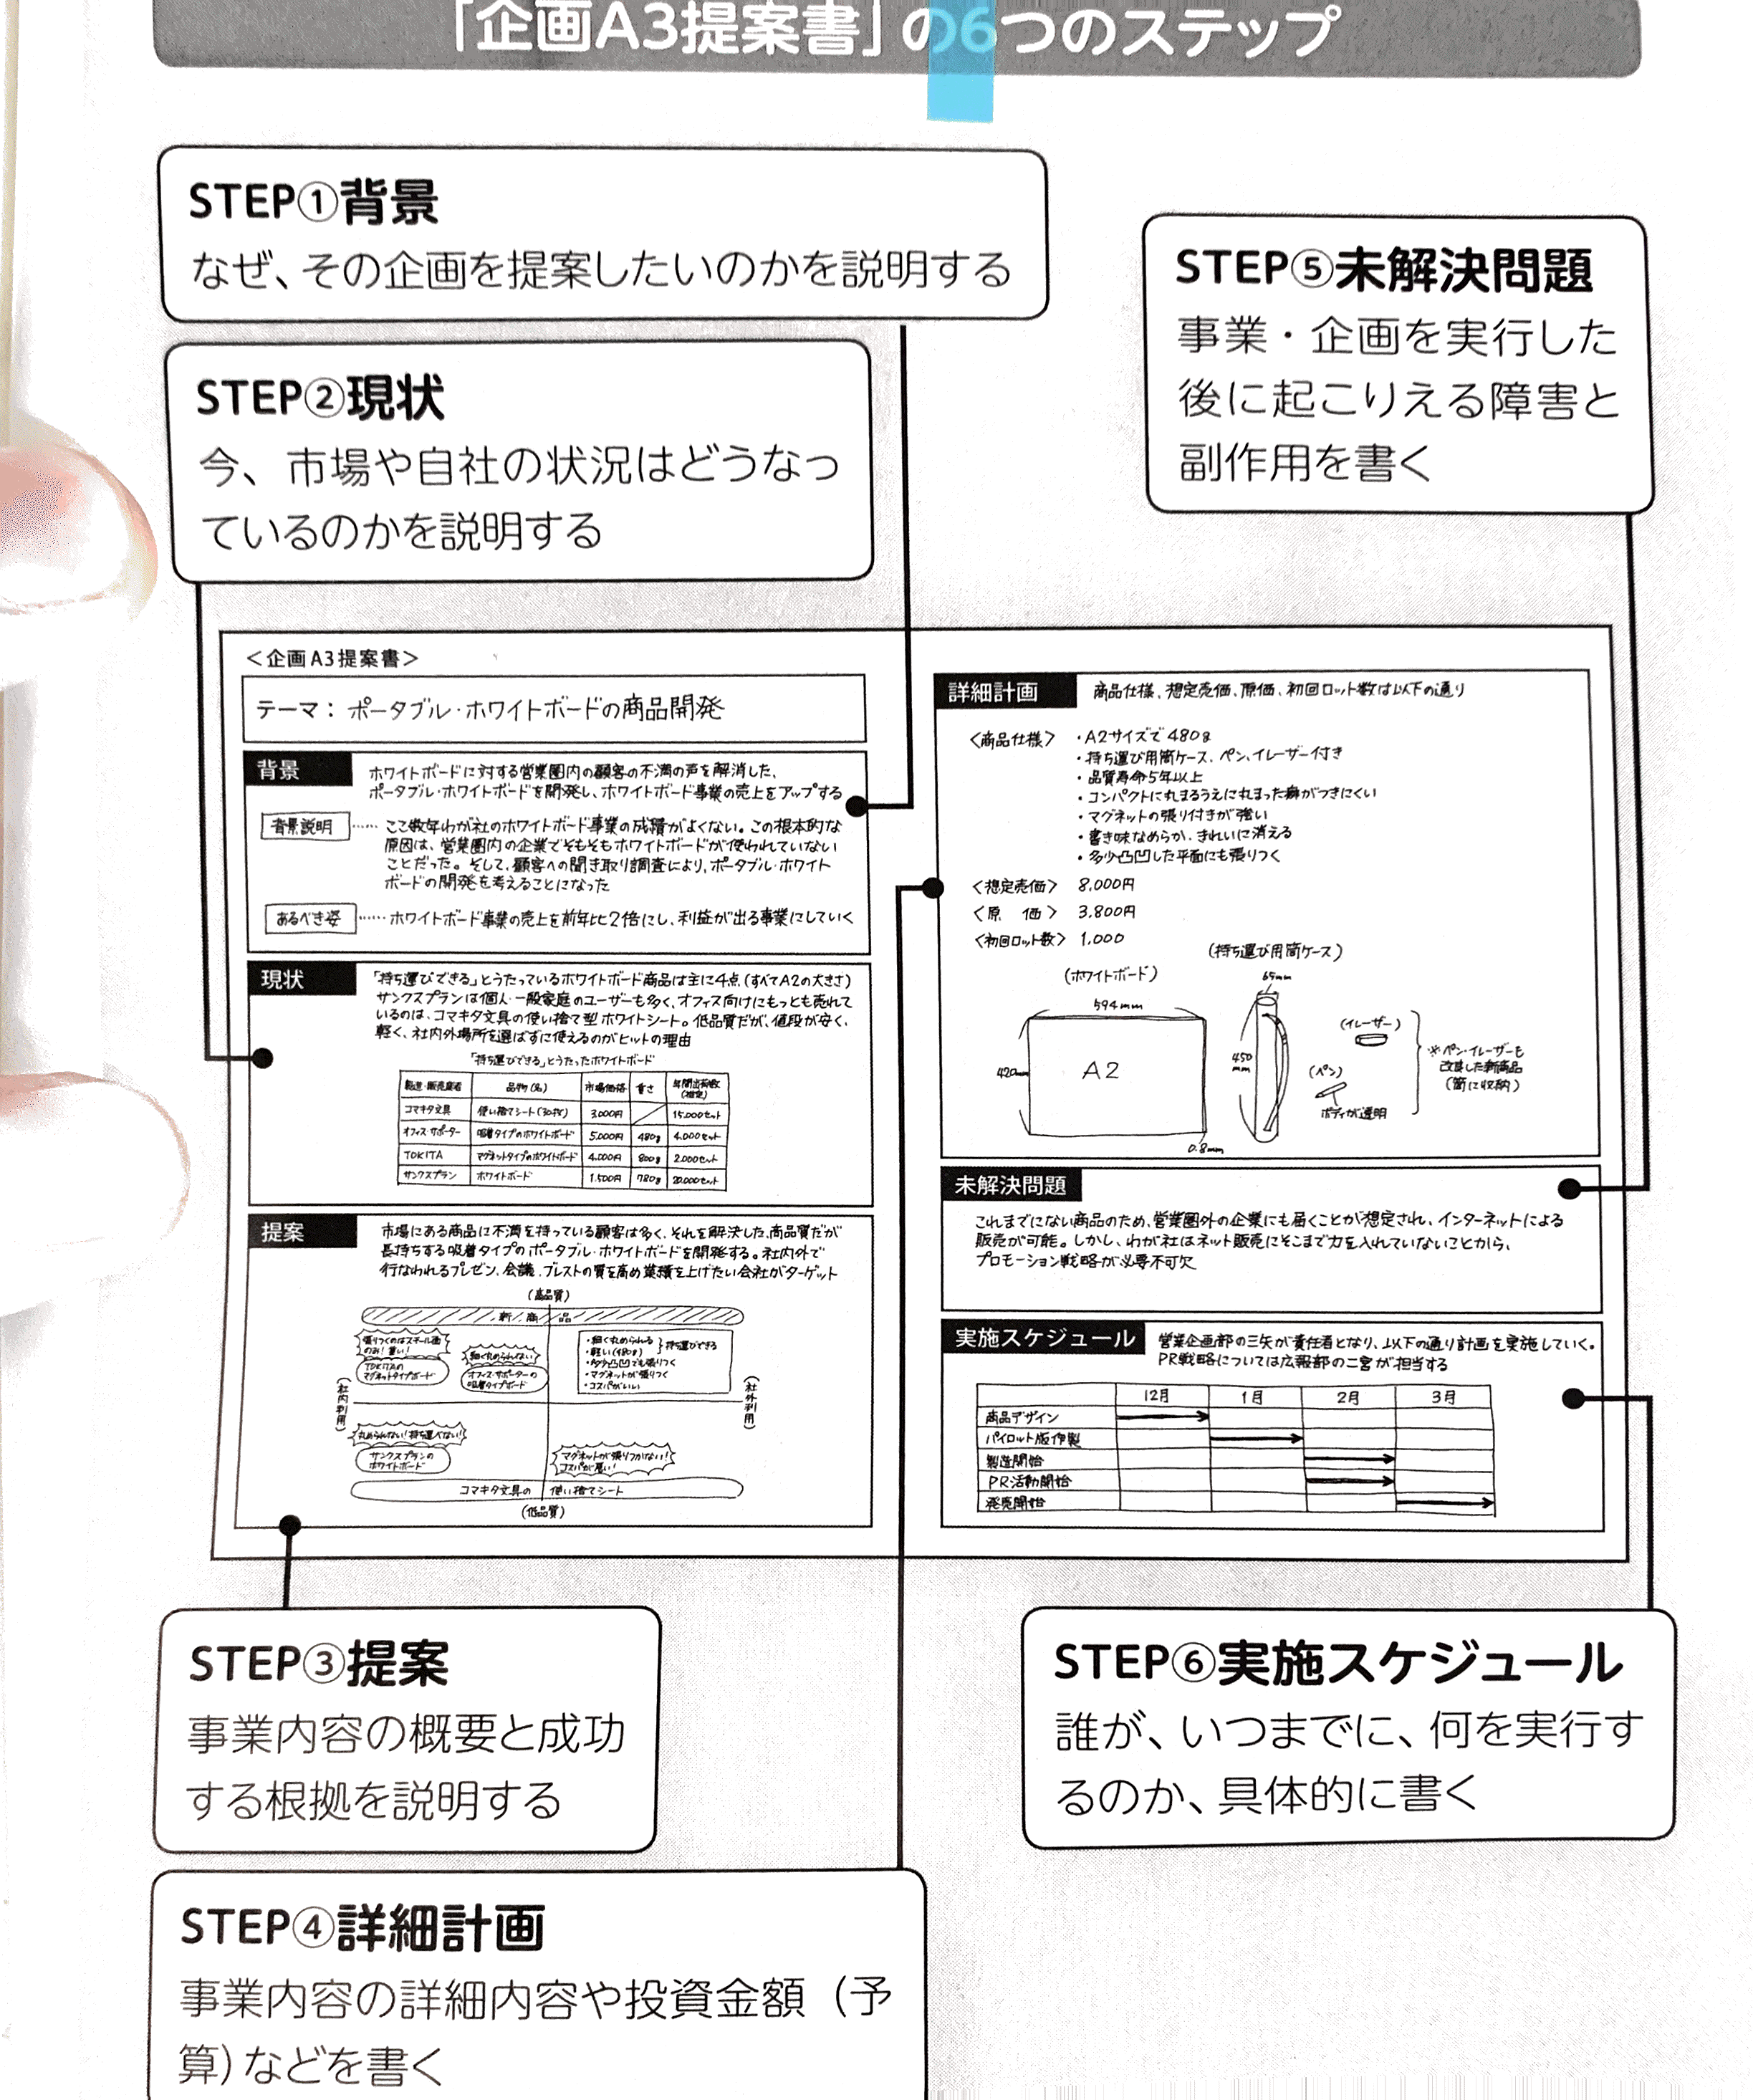 「企画A3提案書」の6つのステップ
STEP①背景
なぜ、その企画を提案したいのかを説明する
STEP②現状
今、市場や自社の状況はどうなっ
ているのかを説明する
STEP⑤未解決問題
事業・企画を実行した
後に起こりえる障害と
副作用を書く
＜企画A3提案書＞
テーマ：ポータブル・ホワイトボードの商品開発
背景
ホワイトボードに対する営業圏内の顧客の不満の声を解消した、
ポータブル・ホワイトボードを開発し、ホワイトボード事業の売上をアップする
背景説明……ここ数年わが社のホワイトボード事業の成績がよくない。この根本的な
原因は、営業圏内の企業でそもそもホワイトボードが使われていない
ことだった。そして、顧客への聞き取り調査により、ポータブル・ホワイト
ボードの開発を考えることになった
あるべき姿……ホワイトボード事業の売上を前年比2倍にし、利益が出る事業にしていく
現状
「持ち運びできる」とうたっているホワイトボード商品は主に4点（すべてA2の大きさ）
サンクスプランは個人・一般家庭のユーザーも多く、オフィス向けにもっとも売れて
いるのは、コマキタ文具の使い捨て型ホワイトシート。低品質だが、値段が安く、
軽く、社内外場所を選ばずに使えるのがヒットの理由
「持ち運びできる」とうたったホワイトボード
製造・販売業者 品物(名) 市場価格 重さ 年間出荷数(想定)
コマキタ文具 使い捨てシート(30枚) 3,000円 15,000セット
オフィス・サポーター 吸着タイプのホワイトボード 5,000円 480g 4,000セット
TOKITA マグネットタイプのホワイトボード 4,000円 800g 2,000セット
サンクスプラン ホワイトボード 1,500円 780g 20,000セット
提案
市場にある商品に不満を持っている顧客は多く、それを解決した、高品質だが
長持ちする吸着タイプのポータブル・ホワイトボードを開発する。社内外で
行なわれるプレゼン、会議、ブレストの質を高め業績を上げたい会社がターゲット
(高品質)
新商品
張りつくのはスチール面
のみ！重い！
TOKITAの
マグネットタイプボード
細く丸められない
オフィス・サポーターの
吸着タイプボード
・細く丸められる
・軽い(480g)
持ち運びできる
・多少凸凹でも張りつく
・マグネットが張りつく
・コスパがいい
(社内利用)
(社外利用)
丸められない！持ち運べない！
サンクスプランの
ホワイトボード
マグネットが張りつかない！
コスパが悪い！
コマキタ文具の使い捨てシート
(低品質)
詳細計画
商品仕様、想定売価、原価、初回ロット数は以下の通り
〈商品仕様〉 ・A2サイズで480g
・持ち運び用筒ケース、ペン、イレーザー付き
・品質寿命5年以上
・コンパクトに丸まるうえに丸まった癖がつきにくい
・マグネットの張り付きが強い
・書き味なめらか、きれいに消える
・多少凸凹した平面にも張りつく
〈想定売価〉 8,000円
〈原　価〉 3,800円
〈初回ロット数〉 1,000
(ホワイトボード)
594mm
420mm
A2
0.8mm
(持ち運び用筒ケース)
65mm
450
mm
(イレーザー)
(ペン)
ボディが透明
※ペン・イレーザーも
改良した新商品
(筒に収納)
未解決問題
これまでにない商品のため、営業圏外の企業にも届くことが想定され、インターネットによる
販売が可能。しかし、わが社はネット販売にそこまで力を入れていないことから、
プロモーション戦略が必要不可欠
実施スケジュール
営業企画部の三矢が責任者となり、以下の通り計画を実施していく。
PR戦略については広報部の二宮が担当する
12月 1月 2月 3月
商品デザイン
パイロット版作製
製造開始
PR活動開始
発売開始
STEP③提案
事業内容の概要と成功
する根拠を説明する
STEP⑥実施スケジュール
誰が、いつまでに、何を実行す
るのか、具体的に書く
STEP④詳細計画
事業内容の詳細内容や投資金額（予
算）などを書く